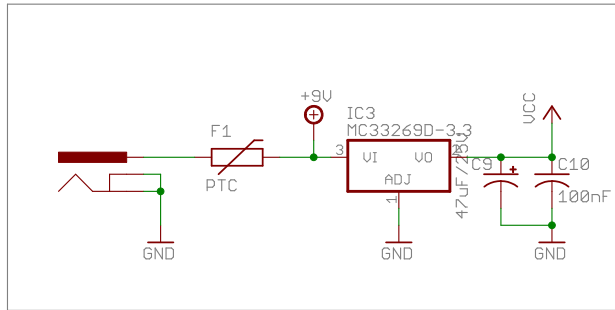 +9V
IC3
MC33269D-3.3
VCC
F1
PTC
3
VI
VO
ADJ
1
C9
47uF/25V
C10
100nF
GND
GND
GND